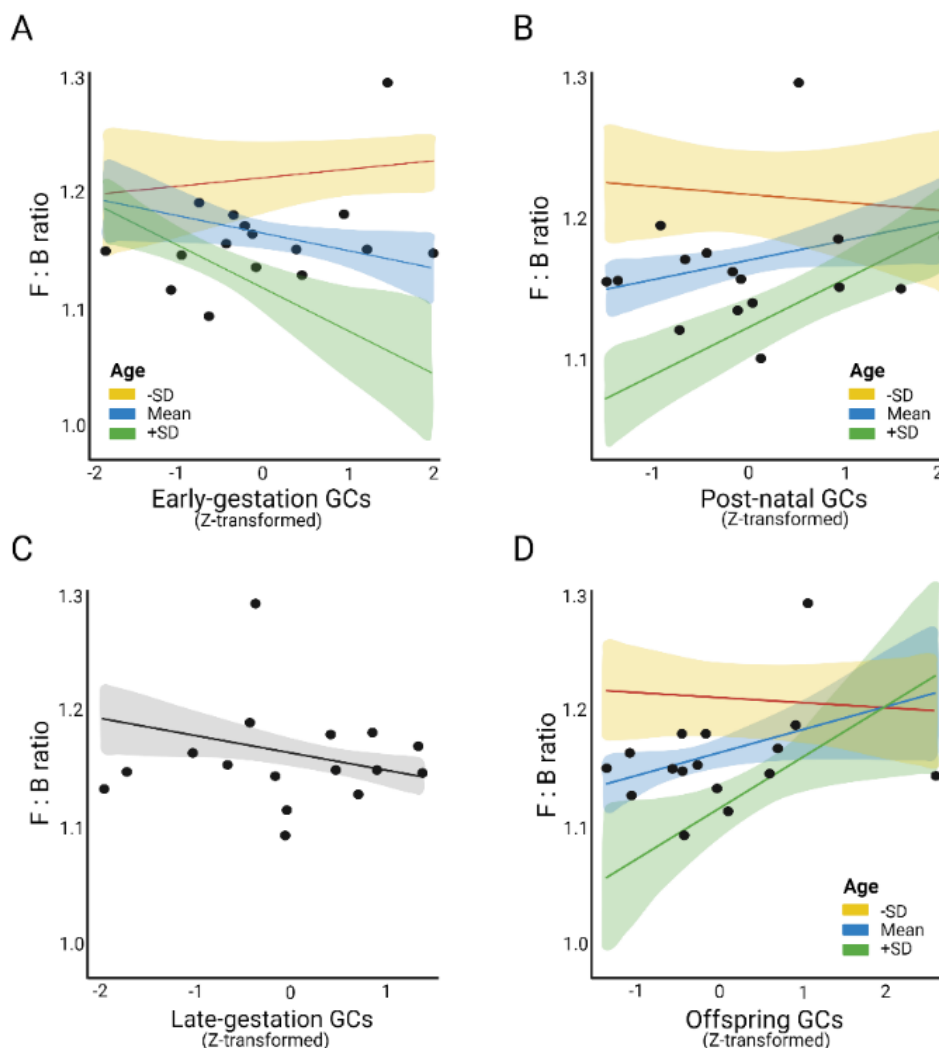 A
F : B ratio
1.3
1.2
1.1
1.0
Age
-SD
Mean
+SD
-2
-1
0
1
2
Early-gestation GCs
(Z-transformed)
B
F : B ratio
1.3
1.2
1.1
Age
-SD
Mean
+SD
-1
0
1
2
Post-natal GCs
(Z-transformed)
C
F : B ratio
1.3
1.2
1.1
1.0
-2
-1
0
1
Late-gestation GCs
(Z-transformed)
D
F : B ratio
1.3
1.2
1.1
1.0
Age
-SD
Mean
+SD
-1
0
1
2
Offspring GCs
(Z-transformed)